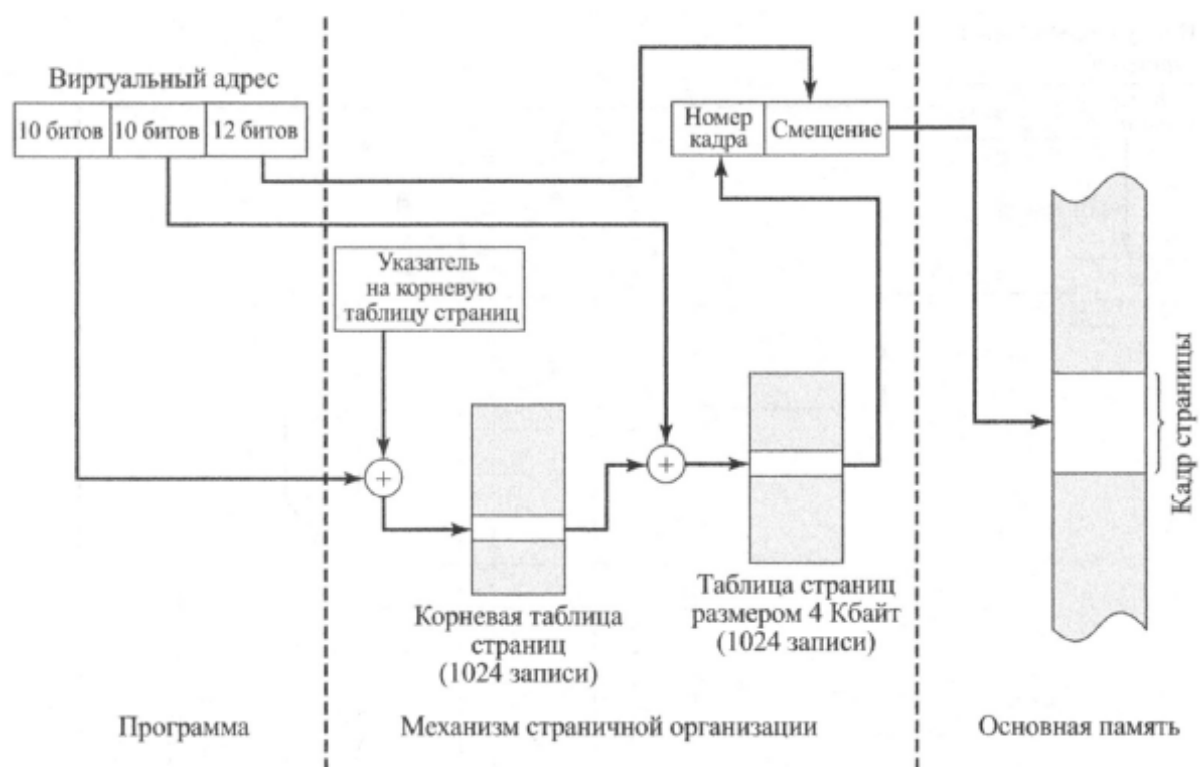 Виртуальный адрес
10 битов
10 битов
12 битов
Номер
кадра
Смещение
Указатель
на корневую
таблицу страниц
+
+
Корневая таблица
страниц
(1024 записи)
Таблица страниц
размером 4 Кбайт
(1024 записи)
Кадр страницы
Программа
Механизм страничной организации
Основная память